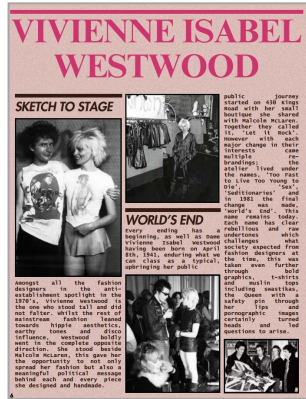 VIVIENNE ISABEL
WESTWOOD
SKETCH TO STAGE
Amongst all the fashion
designers in the anti-
establishment spotlight in the
1970's, Vivienne Westwood is
the one who stood tall and did
not falter. Whilst the rest of
mainstream fashion leaned
towards hippie aesthetics,
earthy tones and disco
influence, Westwood boldly
went in the complete opposite
direction. She stood beside
Malcolm McLaren, this gave her
the opportunity to not only
spread her fashion but also a
meaningful political message
behind each and every piece
she designed and handmade.
WORLD'S END
Every ending has a
beginning, as well as Dame
Vivienne Isabel Westwood
having been born on April
8th, 1941, enduring what we
can class as a typical,
upbringing her public
public journey
started on 430 Kings
Road with her small
boutique she shared
with Malcolm McLaren.
Together they called
it, 'Let it Rock'.
However with each
major change in their
interests came
multiple re-
brandings; the
atelier lived under
the names, 'Too Fast
to Live Too Young to
Die', 'Sex',
'Seditionaries' and
in 1981 the final
change was made,
'World's End'. The
name remains today.
Each name has clear
rebellious and raw
undertones which
challenges what
society expected from
fashion designers at
the time, this was
taken even further
through bold
graphics, t-shirts
and muslin tops
including swastikas,
the Queen with a
safety pin through
her lips and
pornographic images
certainly turned
heads and led
questions to arise.
6